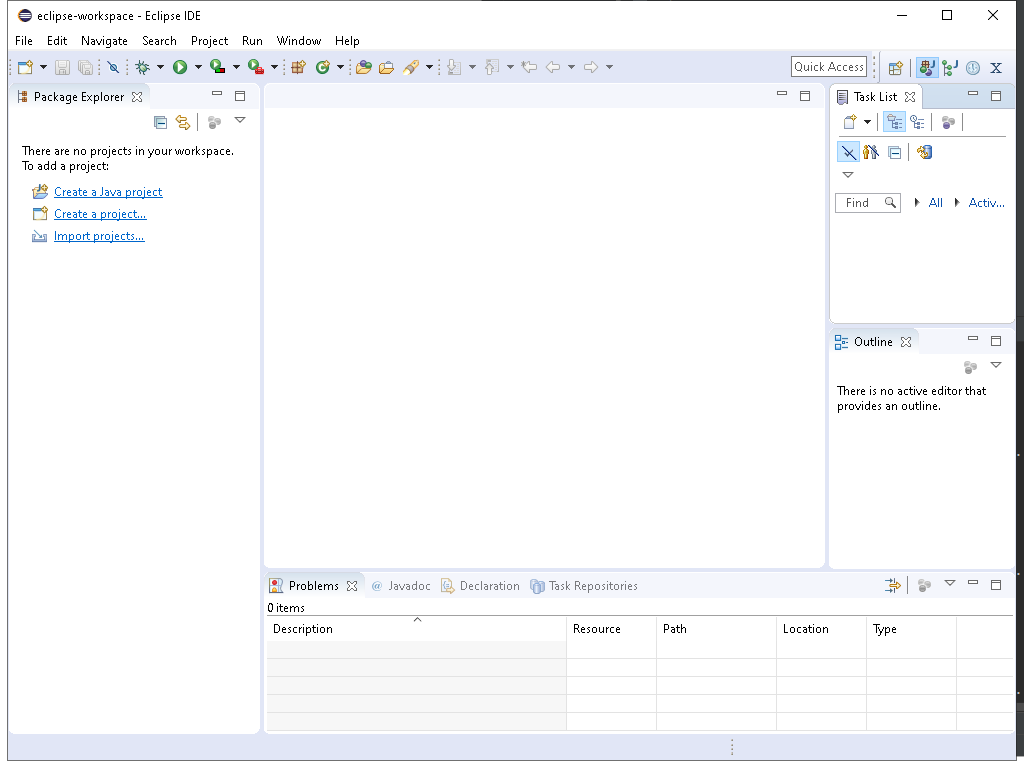 eclipse-workspace - Eclipse IDE
File Edit Navigate Search Project Run Window Help
Quick Access
Package Explorer
There are no projects in your workspace.
To add a project:
Create a Java project
Create a project...
Import projects...
Task List
Find All Activ...
Outline
There is no active editor that
provides an outline.
Problems @ Javadoc Declaration Task Repositories
0 items
Description Resource Path Location Type